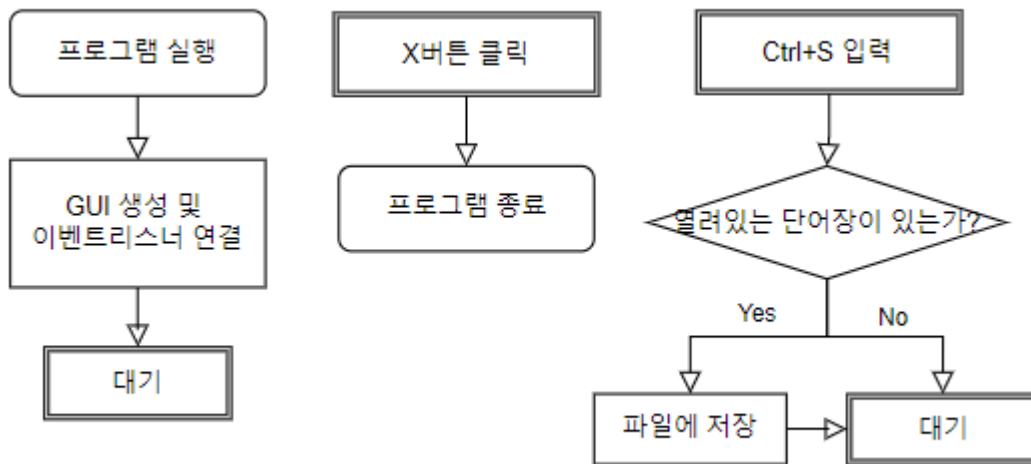 프로그램 실행
GUI 생성 및
이벤트리스너 연결
대기
X버튼 클릭
프로그램 종료
Ctrl+S 입력
열려있는 단어장이 있는가?
Yes
No
파일에 저장
대기